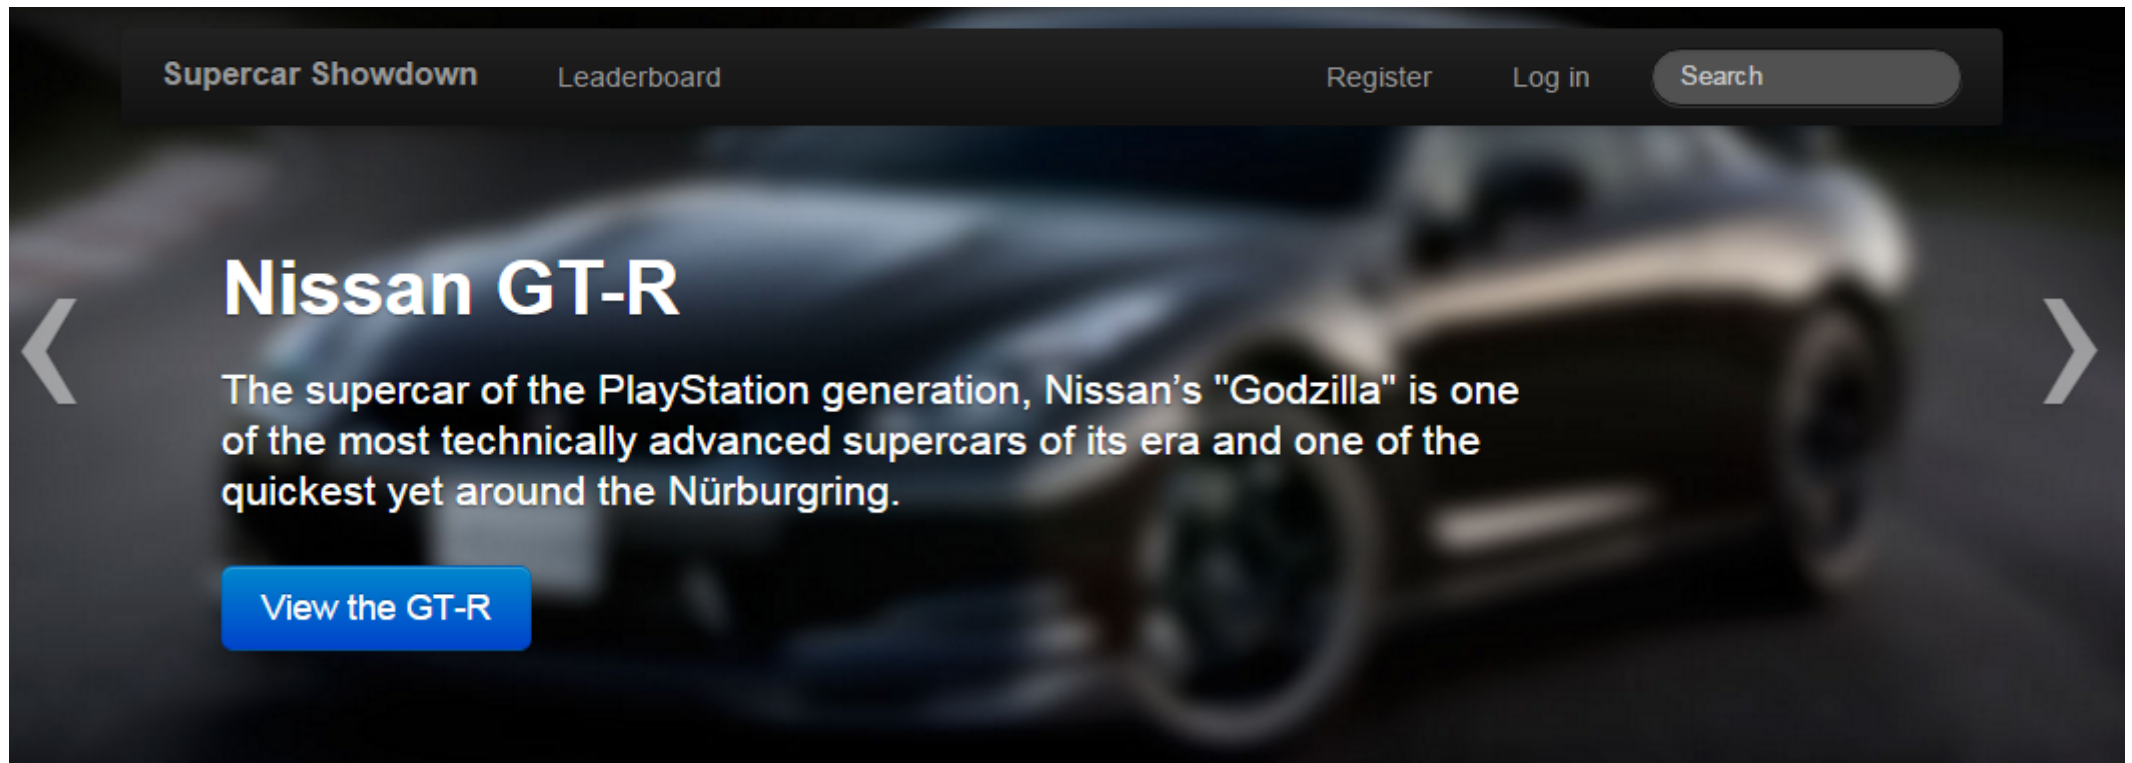 Supercar Showdown Leaderboard Register Log in Search
Nissan GT-R
The supercar of the PlayStation generation, Nissan’s "Godzilla" is one
of the most technically advanced supercars of its era and one of the
quickest yet around the Nürburgring.
View the GT-R